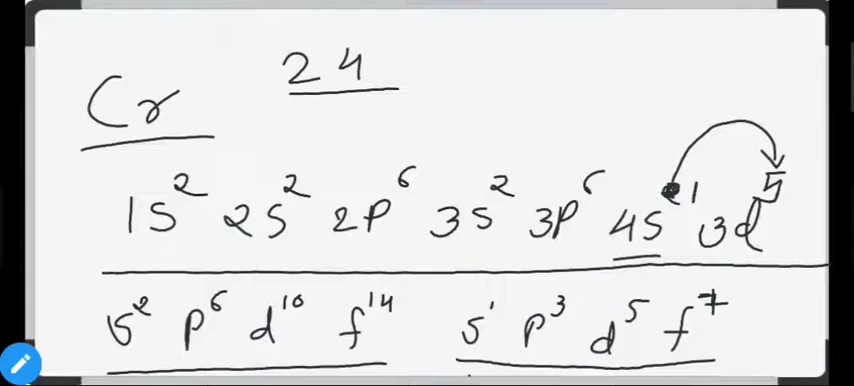 Cr 24
1s² 2s² 2p⁶ 3s² 3p⁶ 4s¹ 3d⁵
s² p⁶ d¹⁰ f¹⁴ s¹ p³ d⁵ f⁷